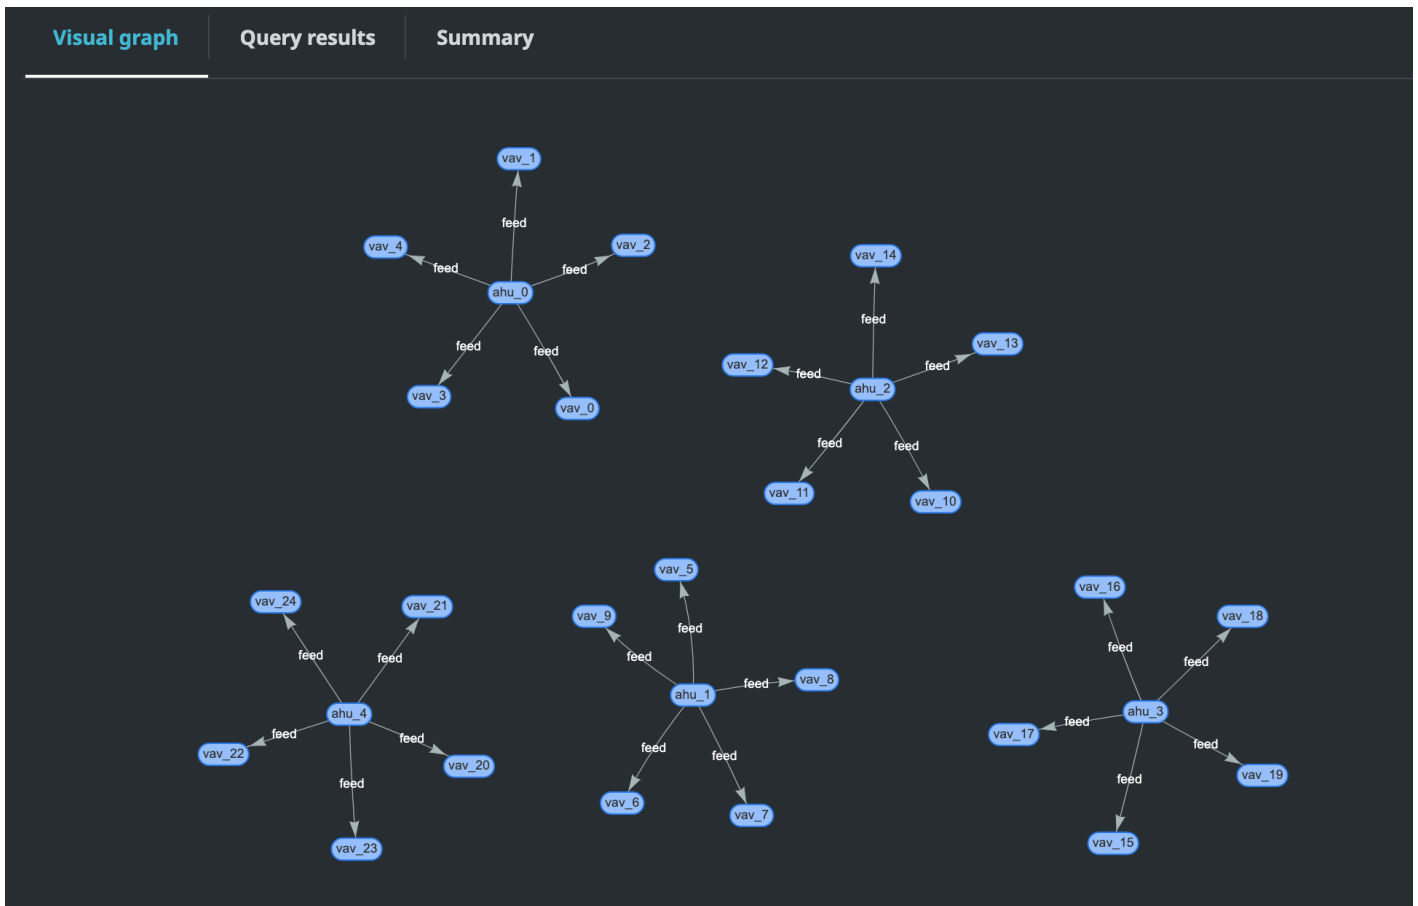 Visual graph
Query results
Summary
vav_1
feed
vav_4
vav_2
feed
feed
ahu_0
feed
feed
vav_3
vav_0
vav_14
feed
vav_13
vav_12
feed
feed
ahu_2
feed
feed
vav_11
vav_10
vav_24
vav_21
feed
feed
ahu_4
feed
feed
vav_22
vav_20
feed
vav_23
vav_5
vav_9
feed
feed
vav_8
feed
ahu_1
feed
feed
vav_6
vav_7
vav_16
vav_18
feed
feed
ahu_3
feed
vav_17
feed
vav_19
feed
vav_15